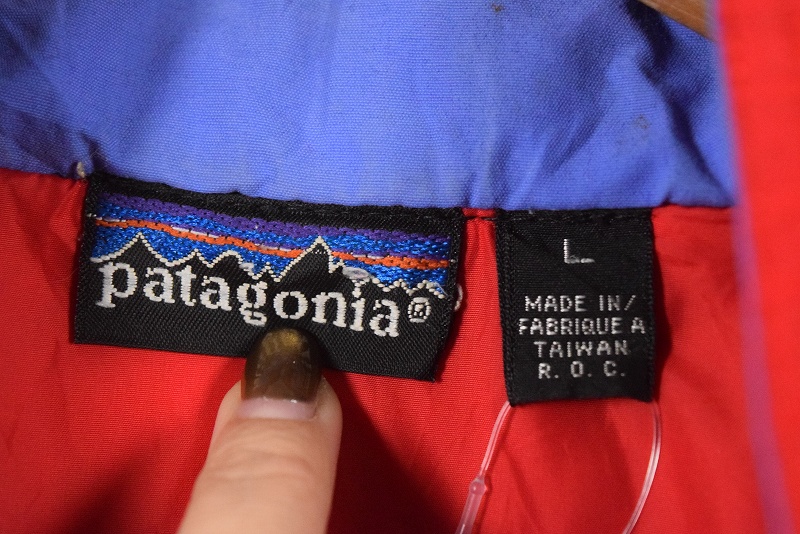 patagonia®
L
MADE IN/
FABRIQUE A
TAIWAN
R. O. C.